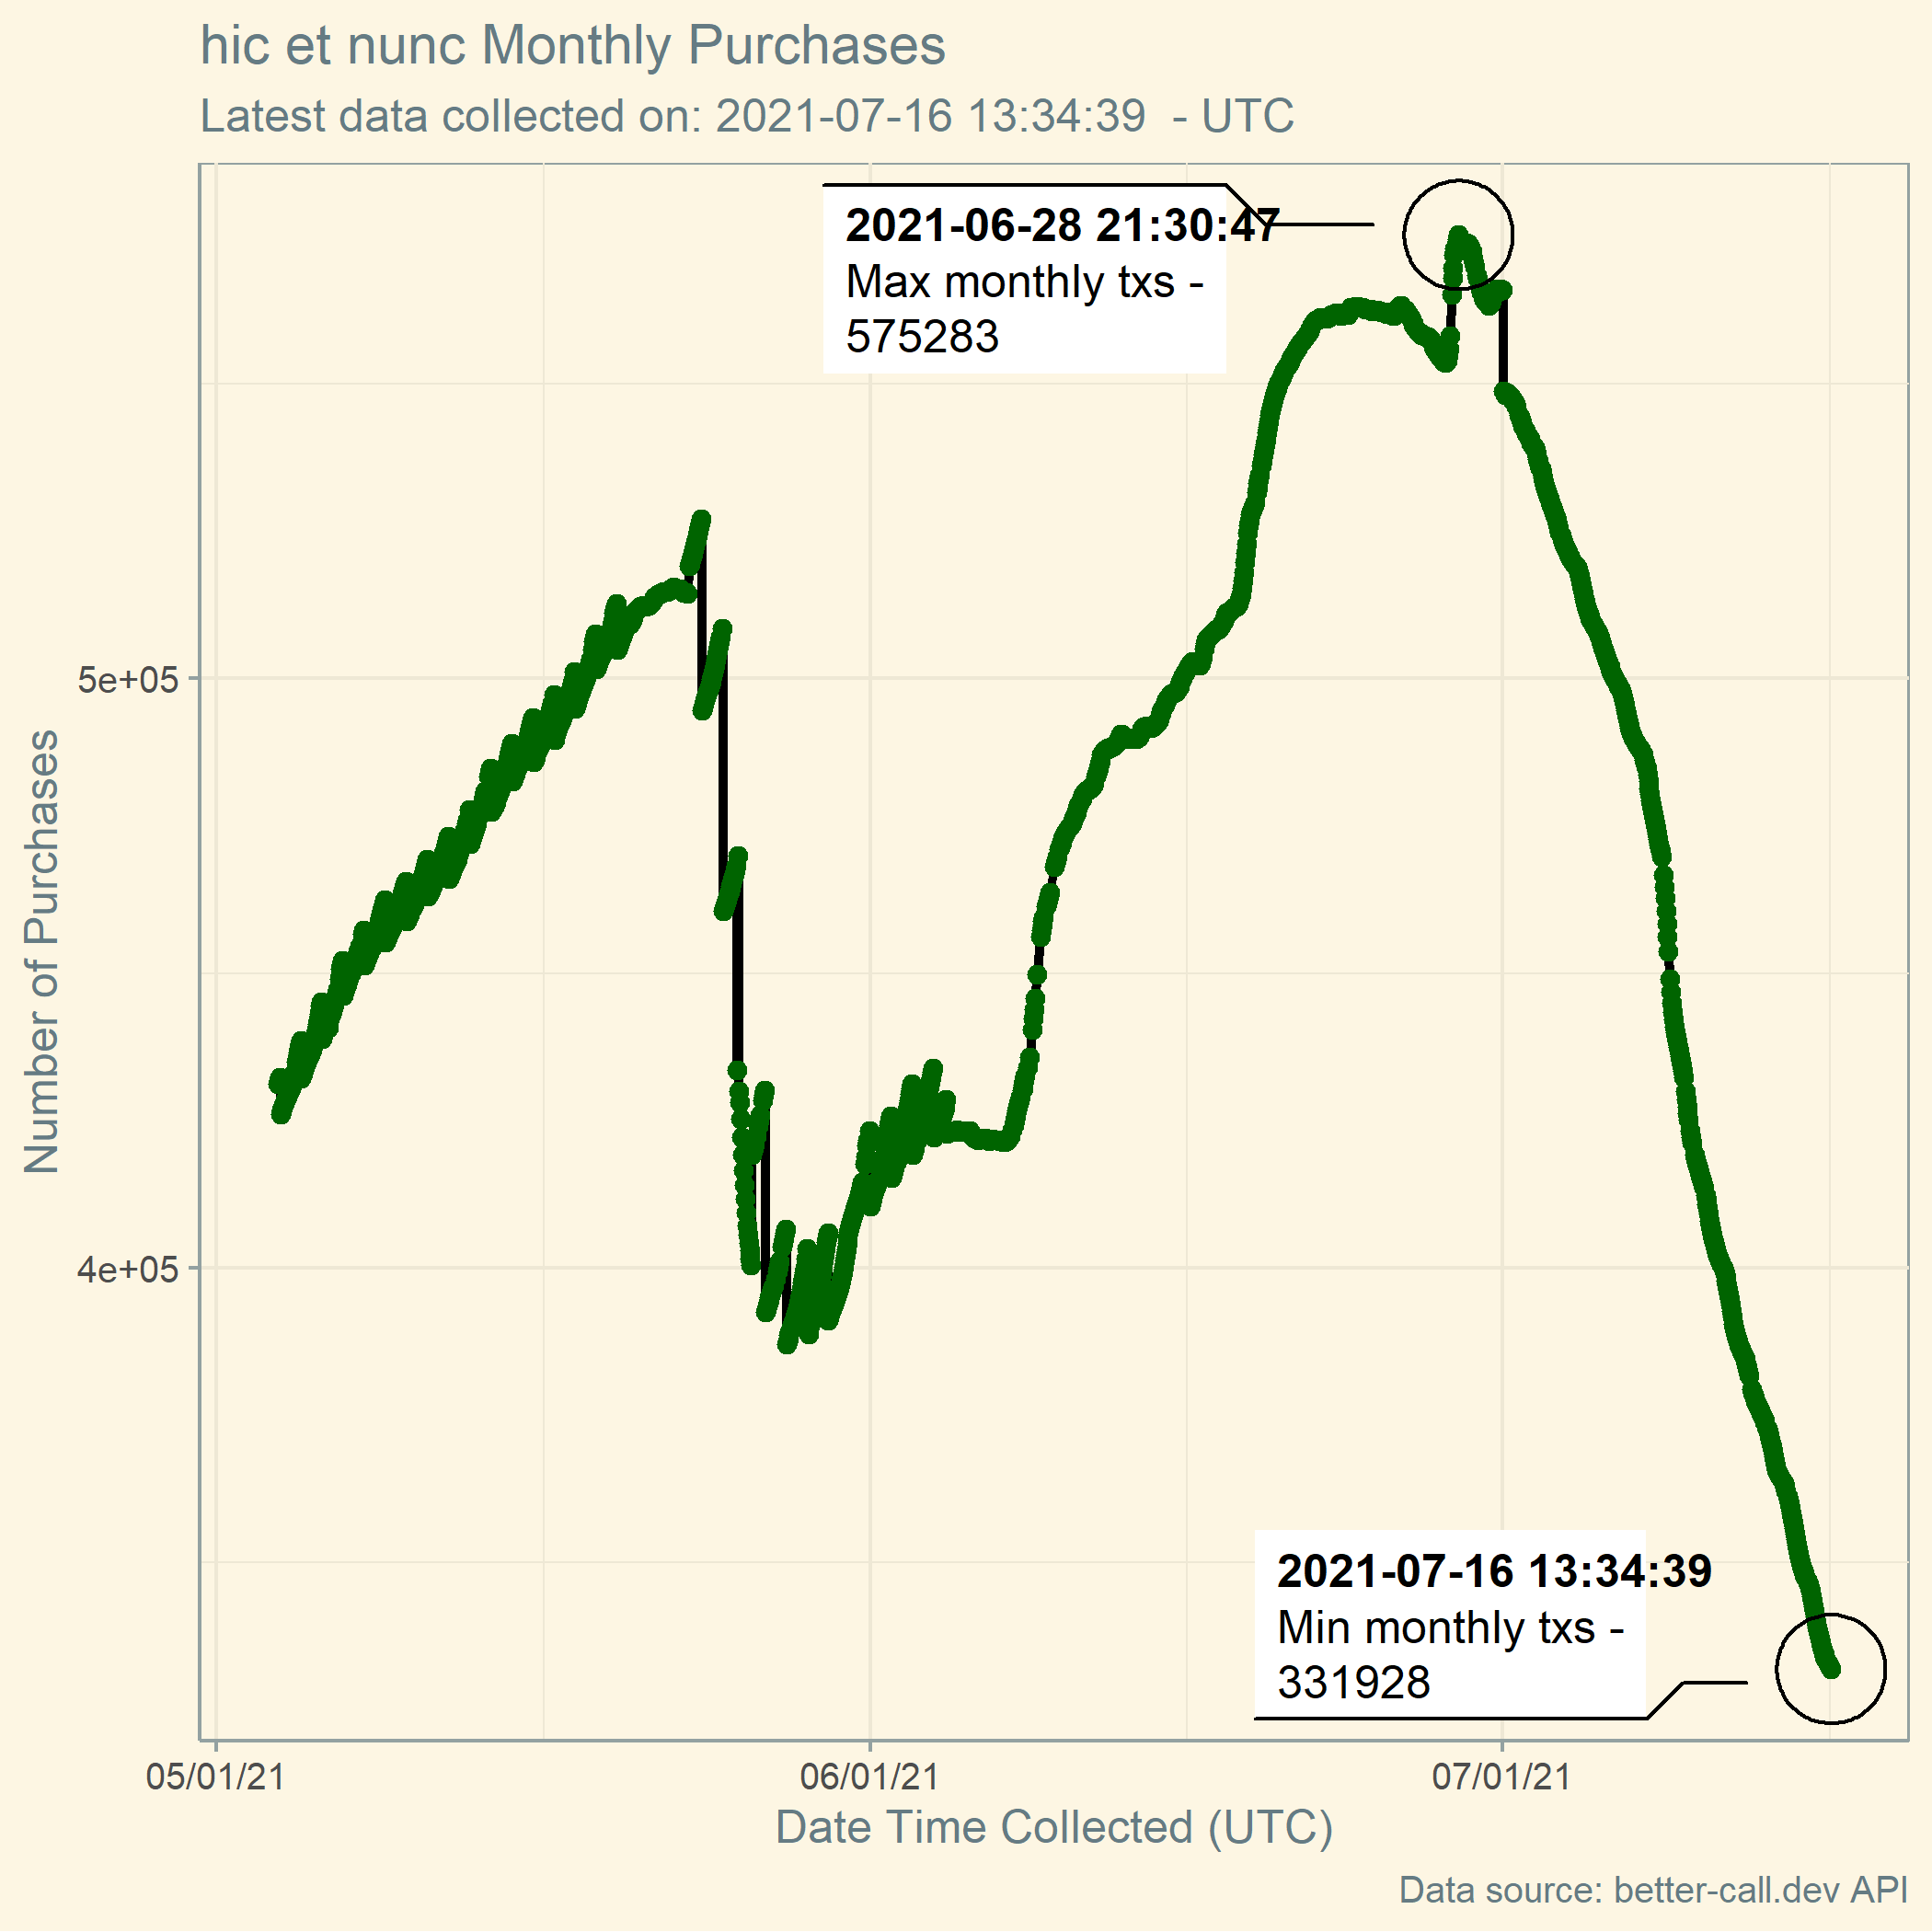 hic et nunc Monthly Purchases
Latest data collected on: 2021-07-16 13:34:39  - UTC
2021-06-28 21:30:47
Max monthly txs -
575283
5e+05
Number of Purchases
4e+05
2021-07-16 13:34:39
Min monthly txs -
331928
05/01/21
06/01/21
07/01/21
Date Time Collected (UTC)
Data source: better-call.dev API